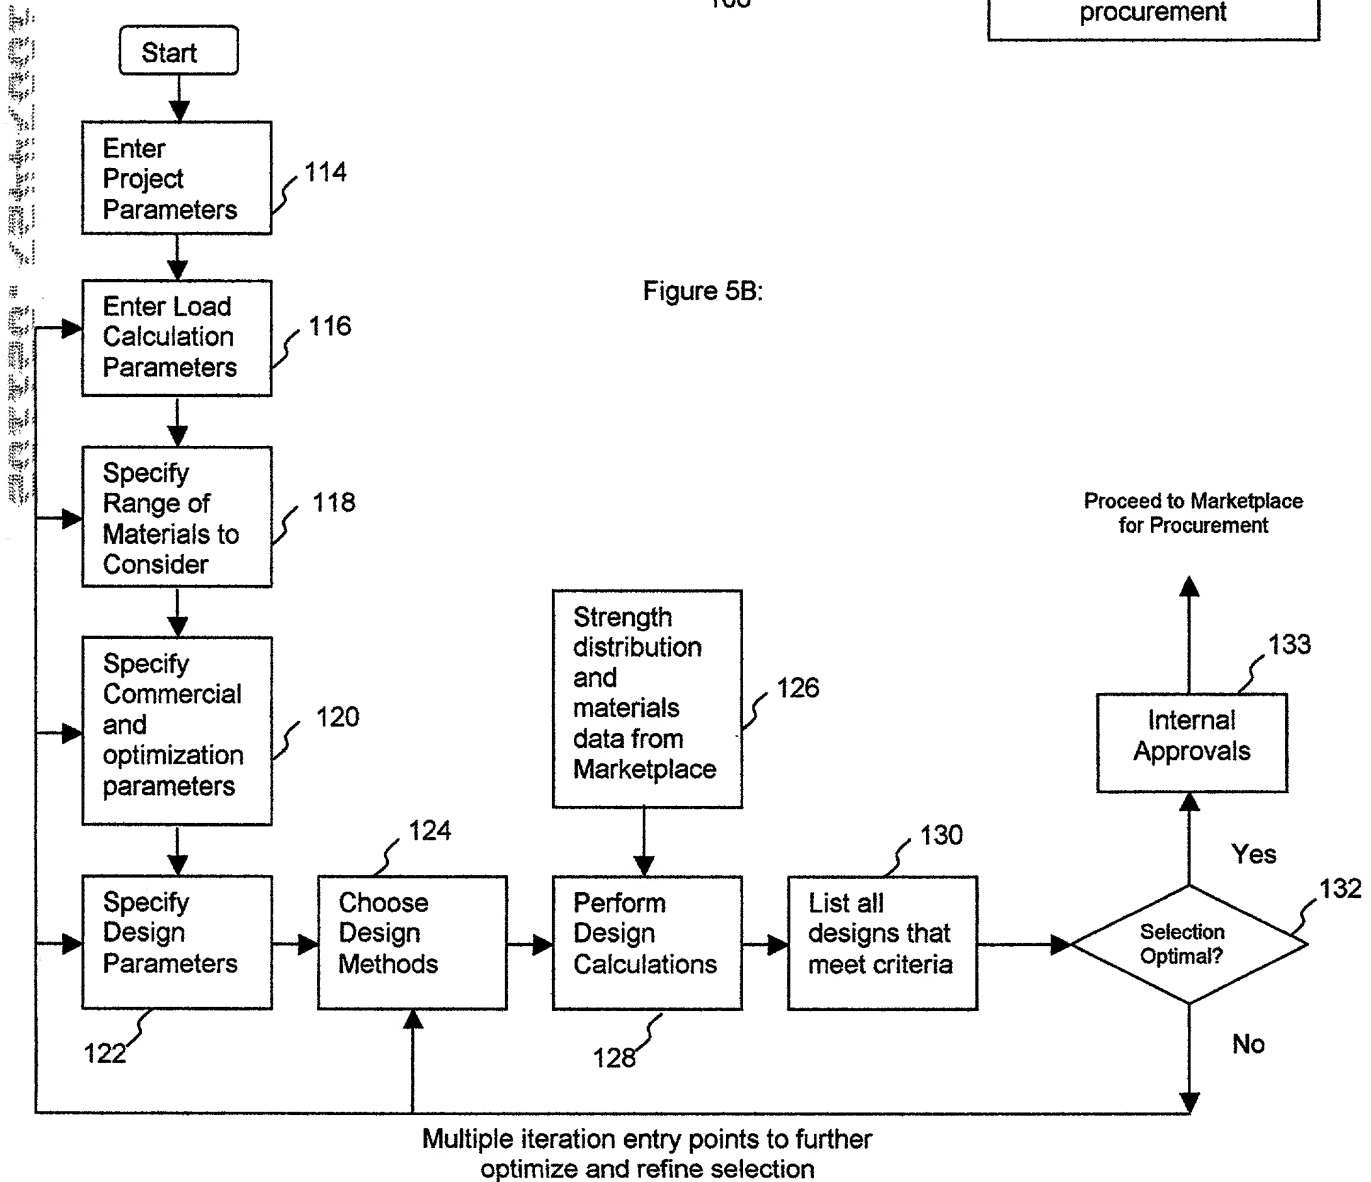 procurement
Start
Enter
Project
Parameters
114
Enter Load
Calculation
Parameters
116
Figure 5B:
Specify
Range of
Materials to
Consider
118
Proceed to Marketplace
for Procurement
Specify
Commercial
and
optimization
parameters
120
Strength
distribution
and
materials
data from
Marketplace
126
133
Internal
Approvals
Yes
Specify
Design
Parameters
122
124
Choose
Design
Methods
Perform
Design
Calculations
128
130
List all
designs that
meet criteria
132
Selection
Optimal?
No
Multiple iteration entry points to further
optimize and refine selection